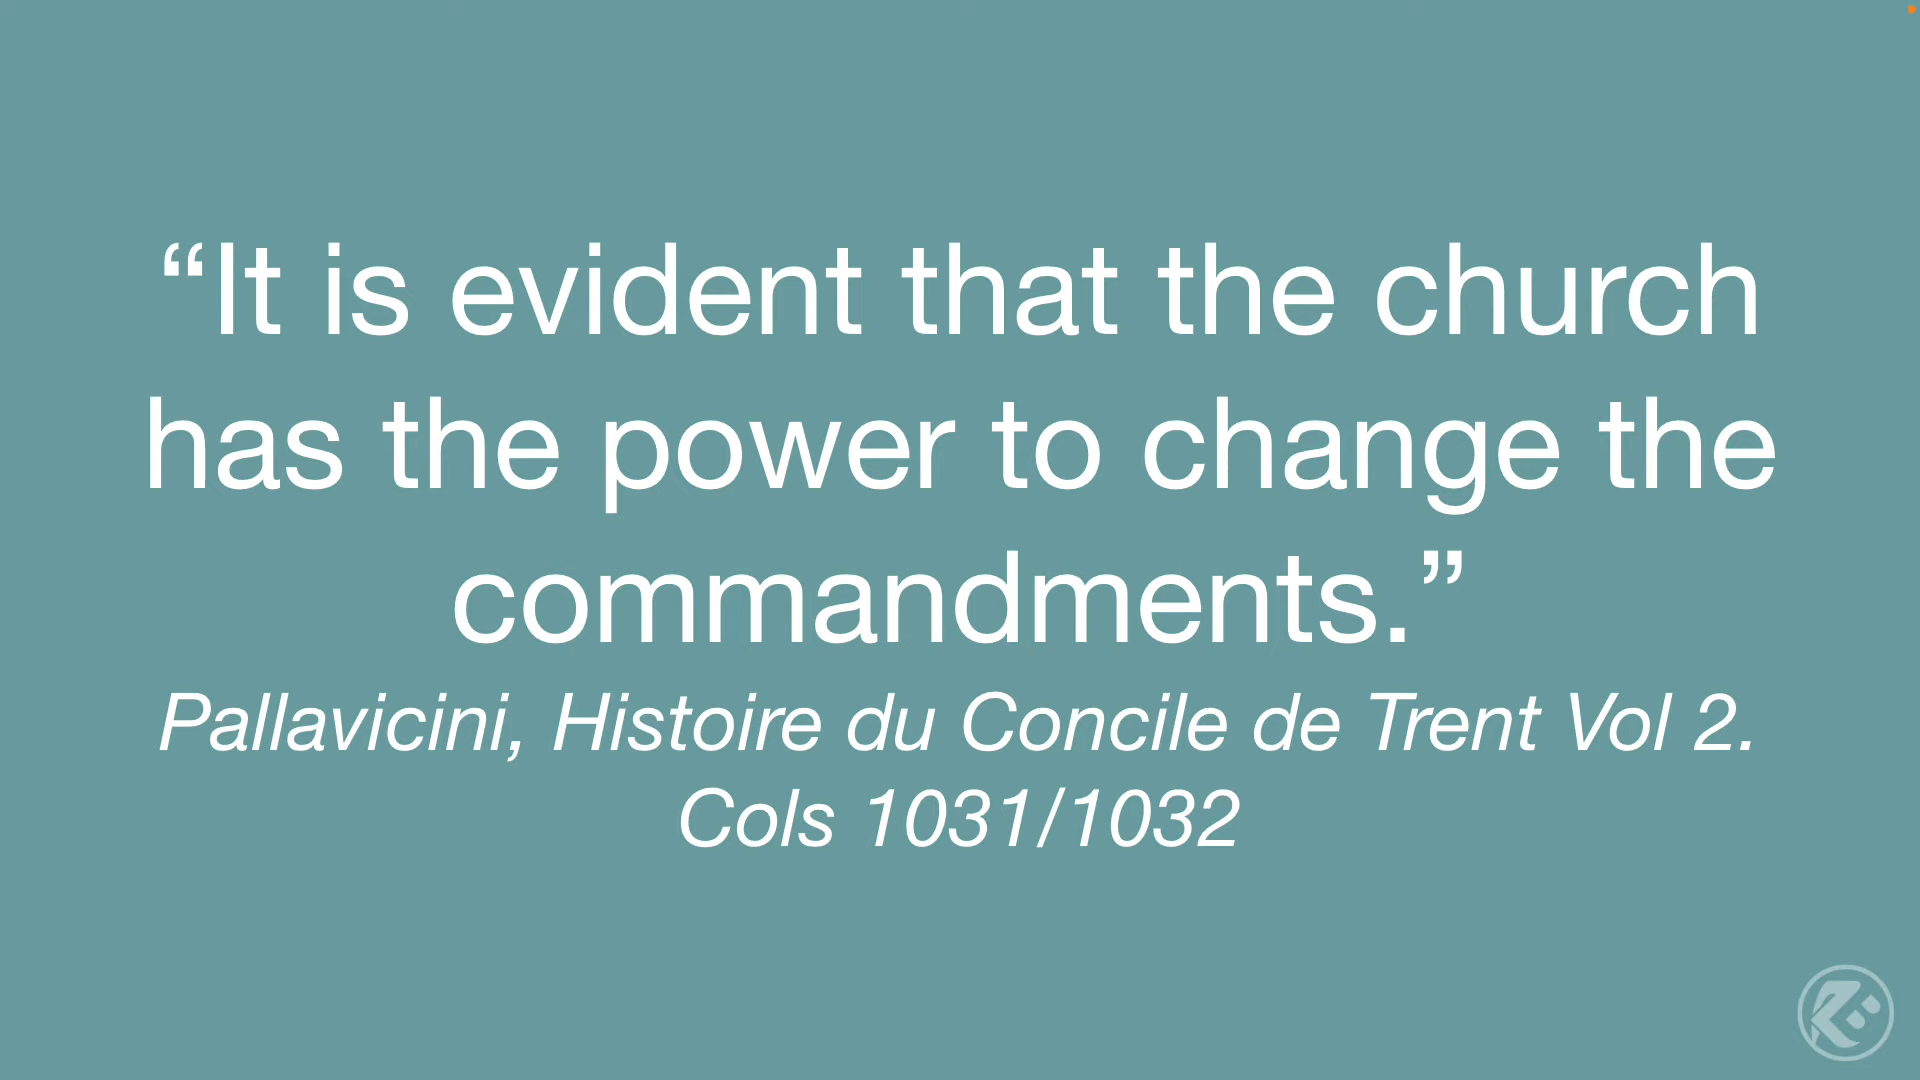 “It is evident that the church
has the power to change the
commandments.”
Pallavicini, Histoire du Concile de Trent Vol 2.
Cols 1031/1032